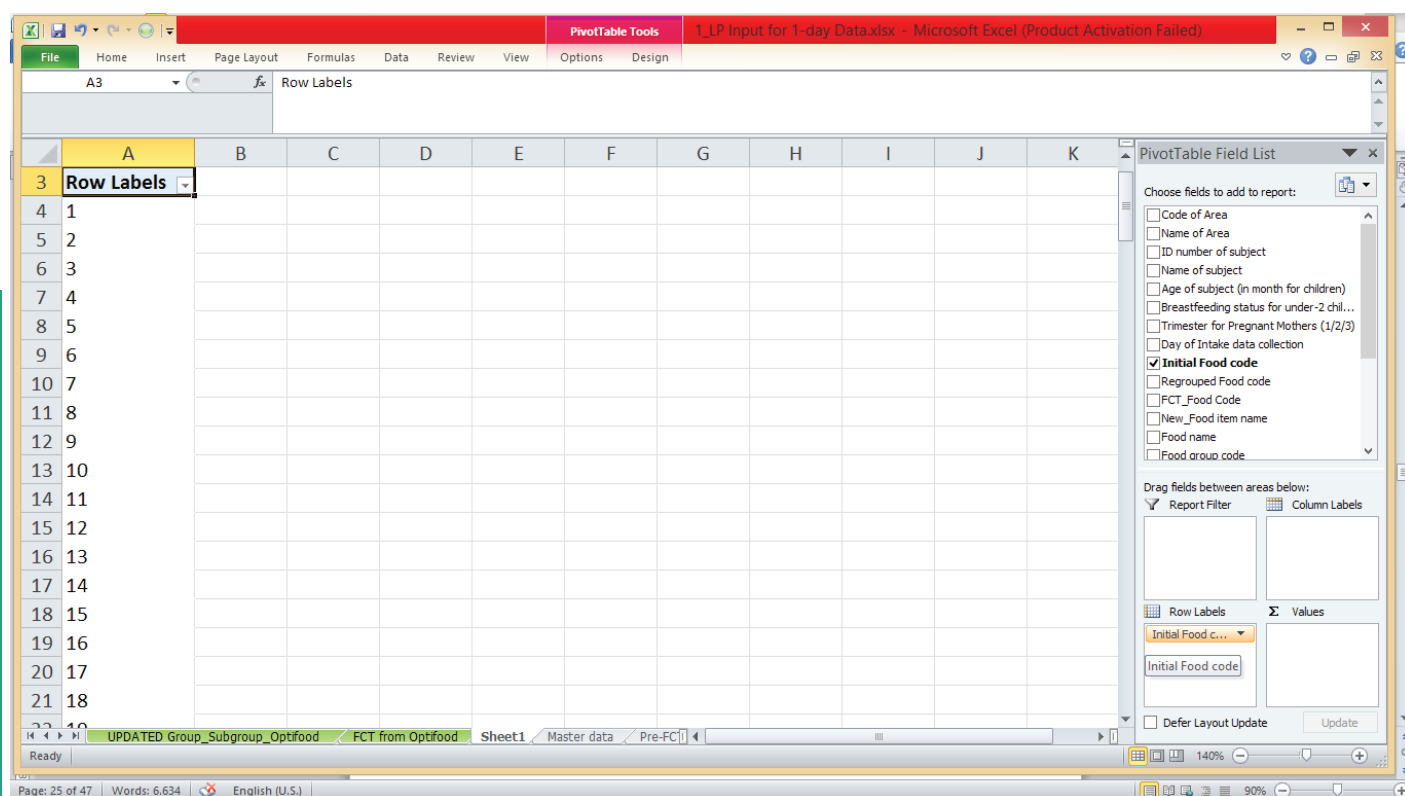 PivotTable Tools
1_LP Input for 1-day Data.xlsx - Microsoft Excel (Product Activation Failed)
File Home Insert Page Layout Formulas Data Review View Options Design
A3 fx Row Labels
A B C D E F G H I J K
3 Row Labels
4 1
5 2
6 3
7 4
8 5
9 6
10 7
11 8
12 9
13 10
14 11
15 12
16 13
17 14
18 15
19 16
20 17
21 18
22 19
PivotTable Field List
Choose fields to add to report:
Code of Area
Name of Area
ID number of subject
Name of subject
Age of subject (in month for children)
Breastfeeding status for under-2 chil...
Trimester for Pregnant Mothers (1/2/3)
Day of Intake data collection
Initial Food code
Regrouped Food code
FCT_Food Code
New_Food item name
Food name
Food group code
Drag fields between areas below:
Report Filter Column Labels
Row Labels Σ Values
Initial Food c...
Initial Food code
Defer Layout Update Update
UPDATED Group_Subgroup_Optifood FCT from Optifood Sheet1 Master data Pre-FCT
Ready 140%
Page: 25 of 47 Words: 6.634 English (U.S.) 90%